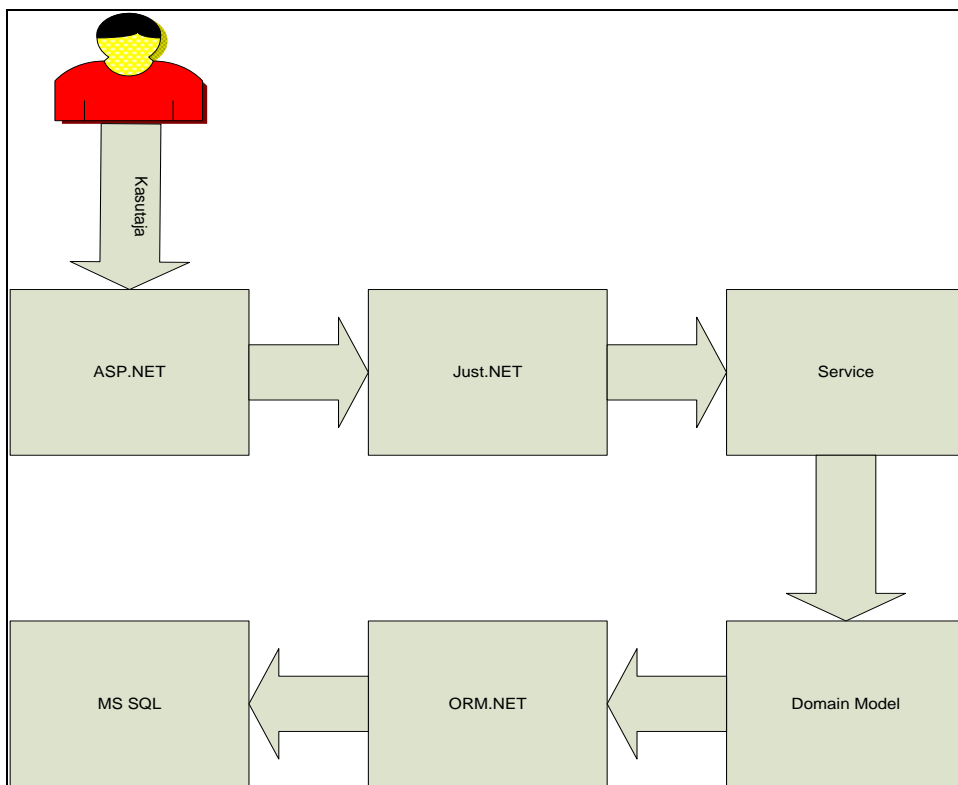 Kasutaja
ASP.NET
Just.NET
Service
MS SQL
ORM.NET
Domain Model